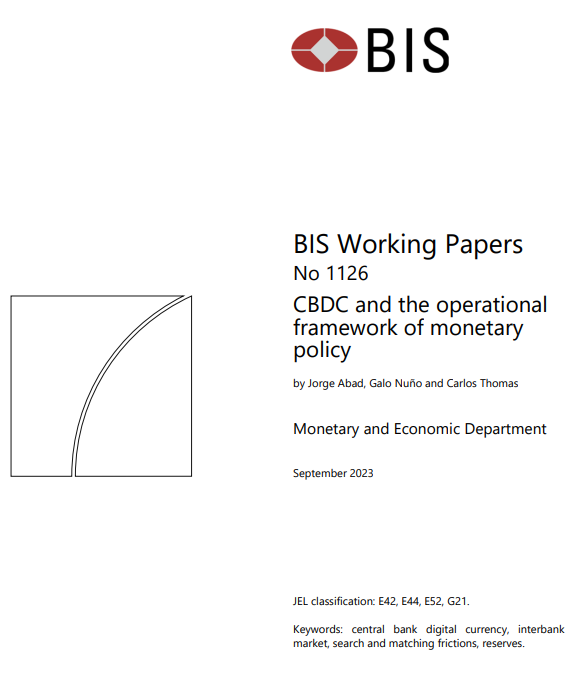 BIS
BIS Working Papers
No 1126
CBDC and the operational
framework of monetary
policy
by Jorge Abad, Galo Nuño and Carlos Thomas
Monetary and Economic Department
September 2023
JEL classification: E42, E44, E52, G21.
Keywords: central bank digital currency, interbank
market, search and matching frictions, reserves.